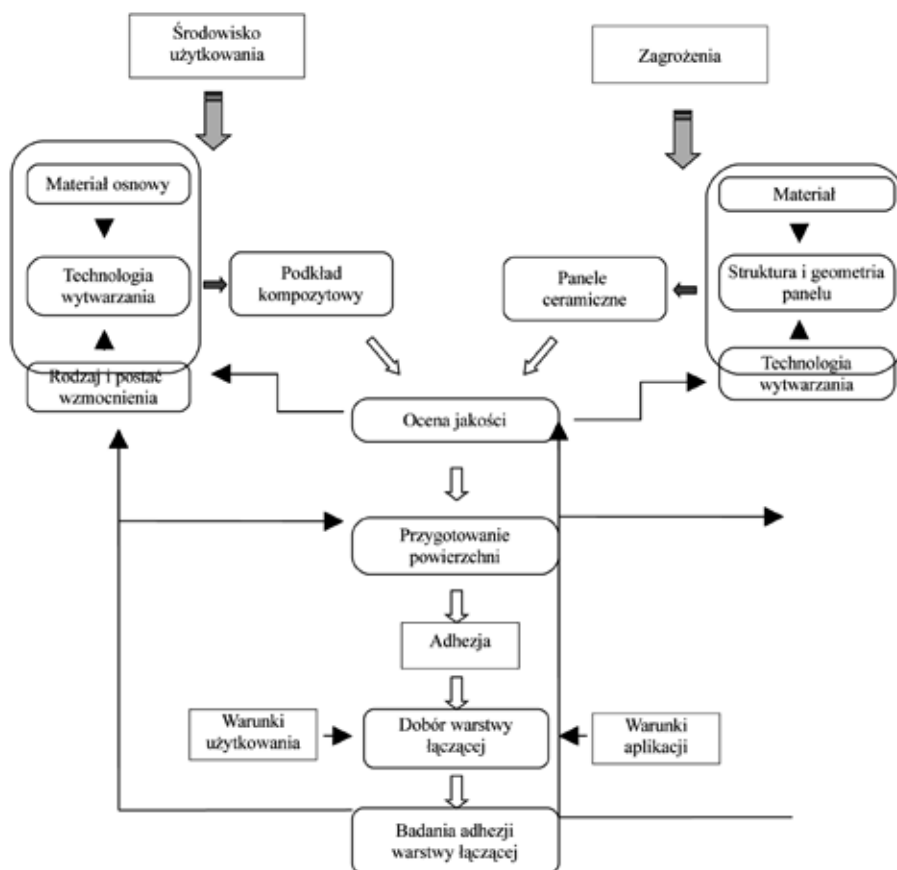 Środowisko
użytkowania
Zagrożenia
Materiał osnowy
Materiał
Technologia
wytwarzania
Podkład
kompozytowy
Panele
ceramiczne
Struktura i geometria
panelu
Rodzaj i postać
wzmocnienia
Technologia
wytwarzania
Ocena jakości
Przygotowanie
powierzchni
Adhezja
Warunki
użytkowania
Dobór warstwy
łączącej
Warunki
aplikacji
Badania adhezji
warstwy łączącej